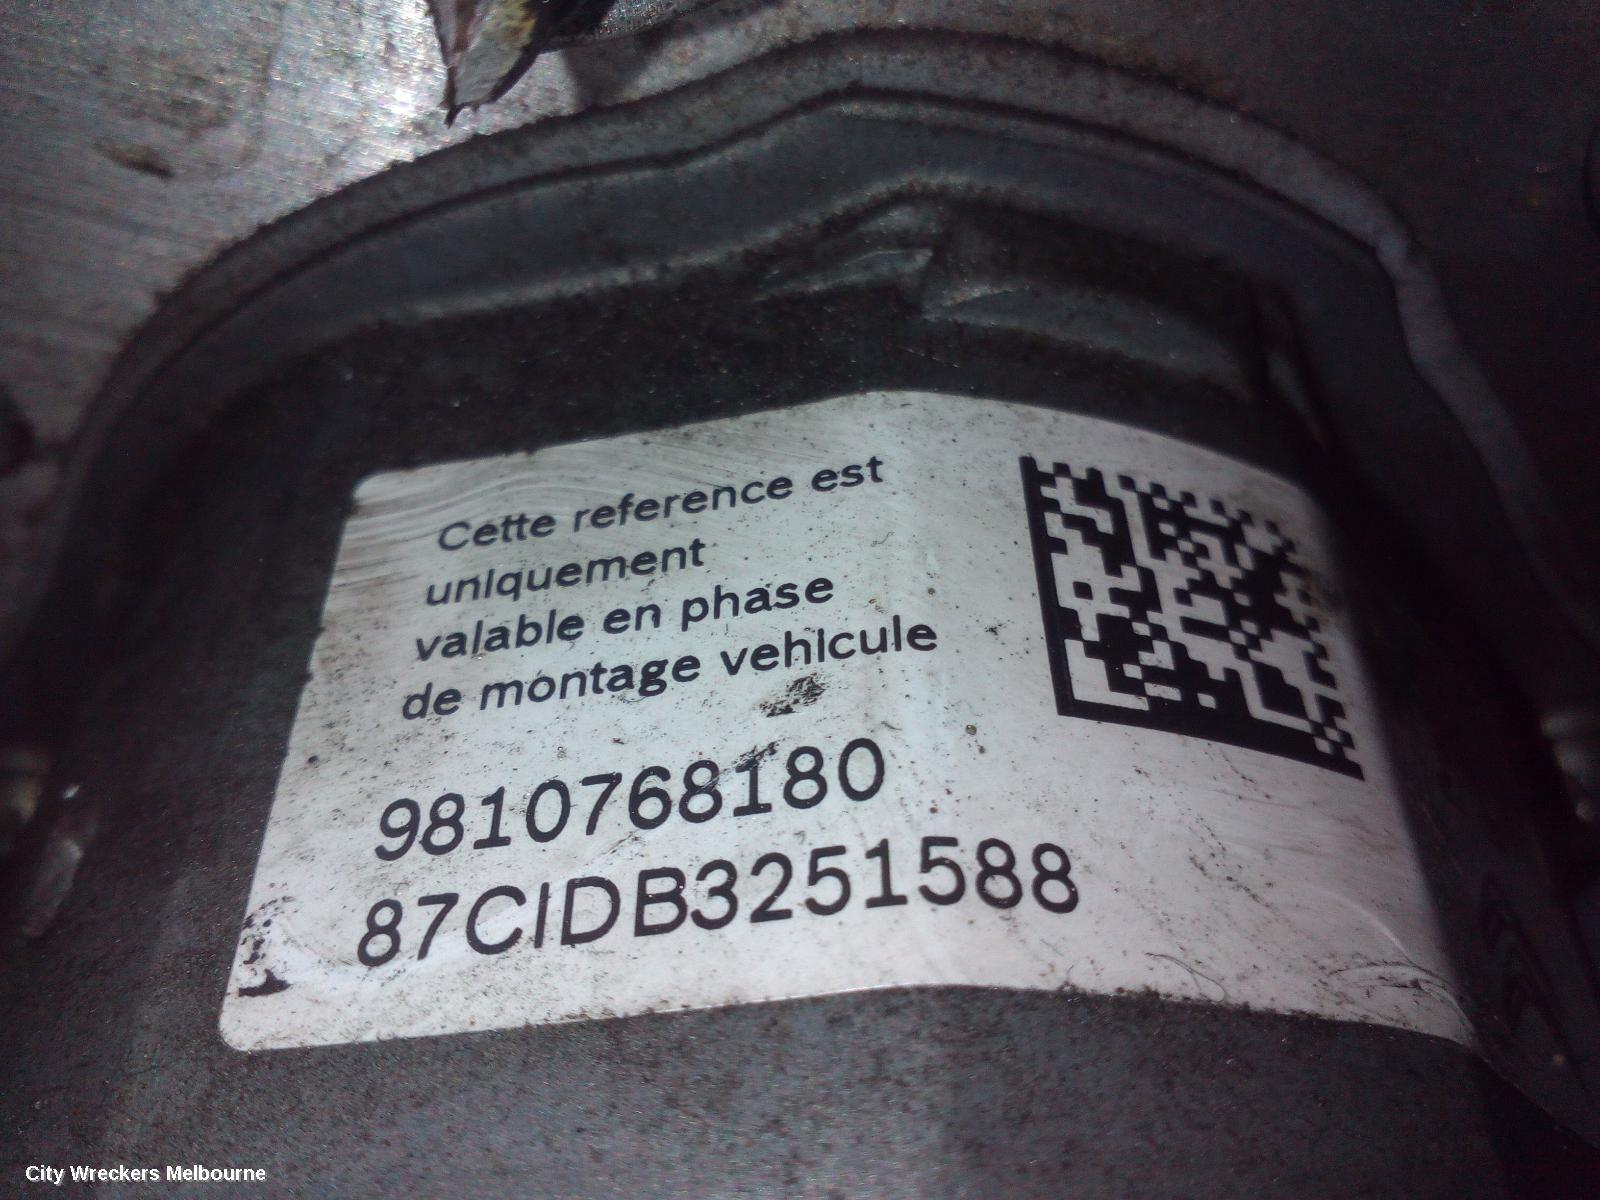 Cette reference est
uniquement
valable en phase
de montage vehicule
9810768180
87CIDB3251588
City Wreckers Melbourne